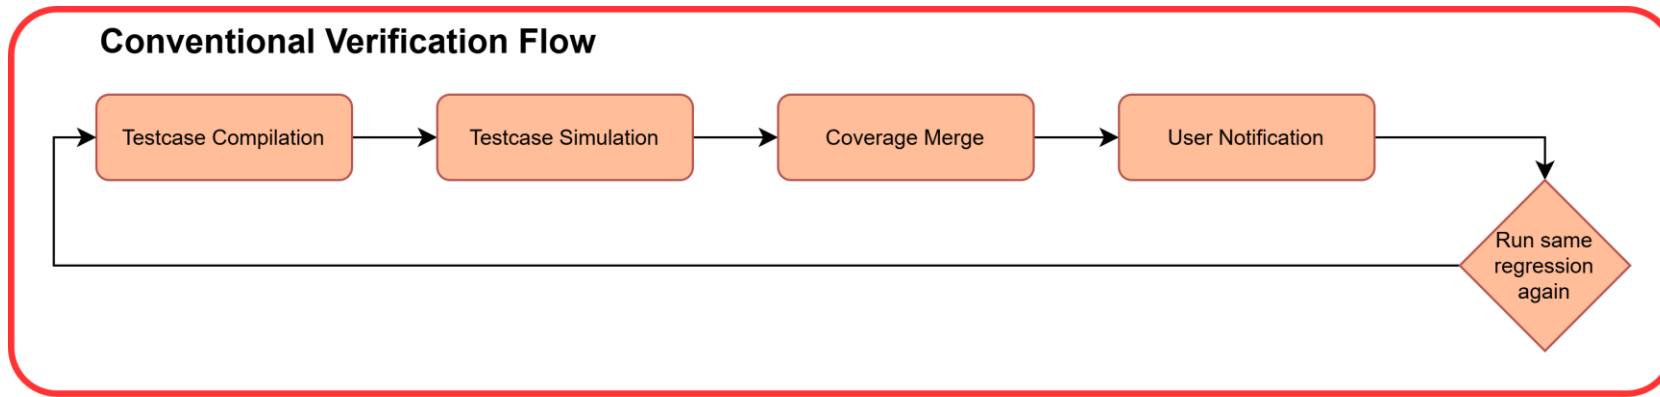 Conventional Verification Flow
Testcase Compilation
Testcase Simulation
Coverage Merge
User Notification
Run same
regression
again